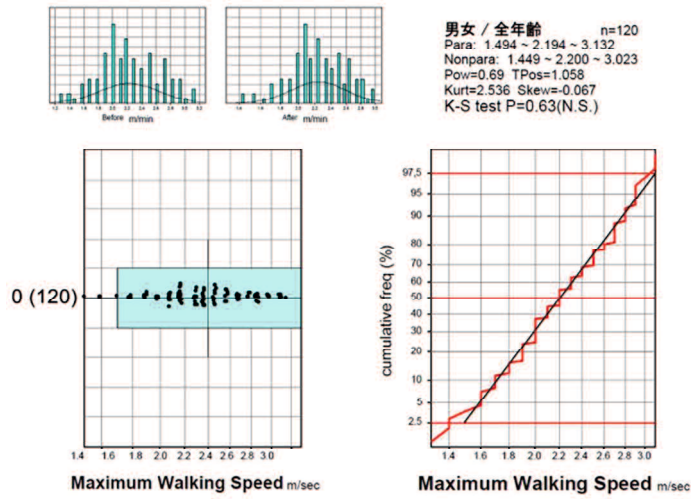 男女 / 全年齢 n=120
Para: 1.494 ~ 2.194 ~ 3.132
Nonpara: 1.449 ~ 2.200 ~ 3.023
Pow=0.69 TPos=1.058
Kurt=2.536 Skew=-0.067
K-S test P=0.63(N.S.)
Before m/min
After m/min
0 (120)
1.4 1.6 1.8 2.0 2.2 2.4 2.6 2.8 3.0
Maximum Walking Speed m/sec
cumulative freq (%)
97,5
95
90
80
70
60
50
40
30
20
10
5
2.5
1.4 1.6 1.8 2.0 2.2 2.4 2.6 2.8 3.0
Maximum Walking Speed m/sec